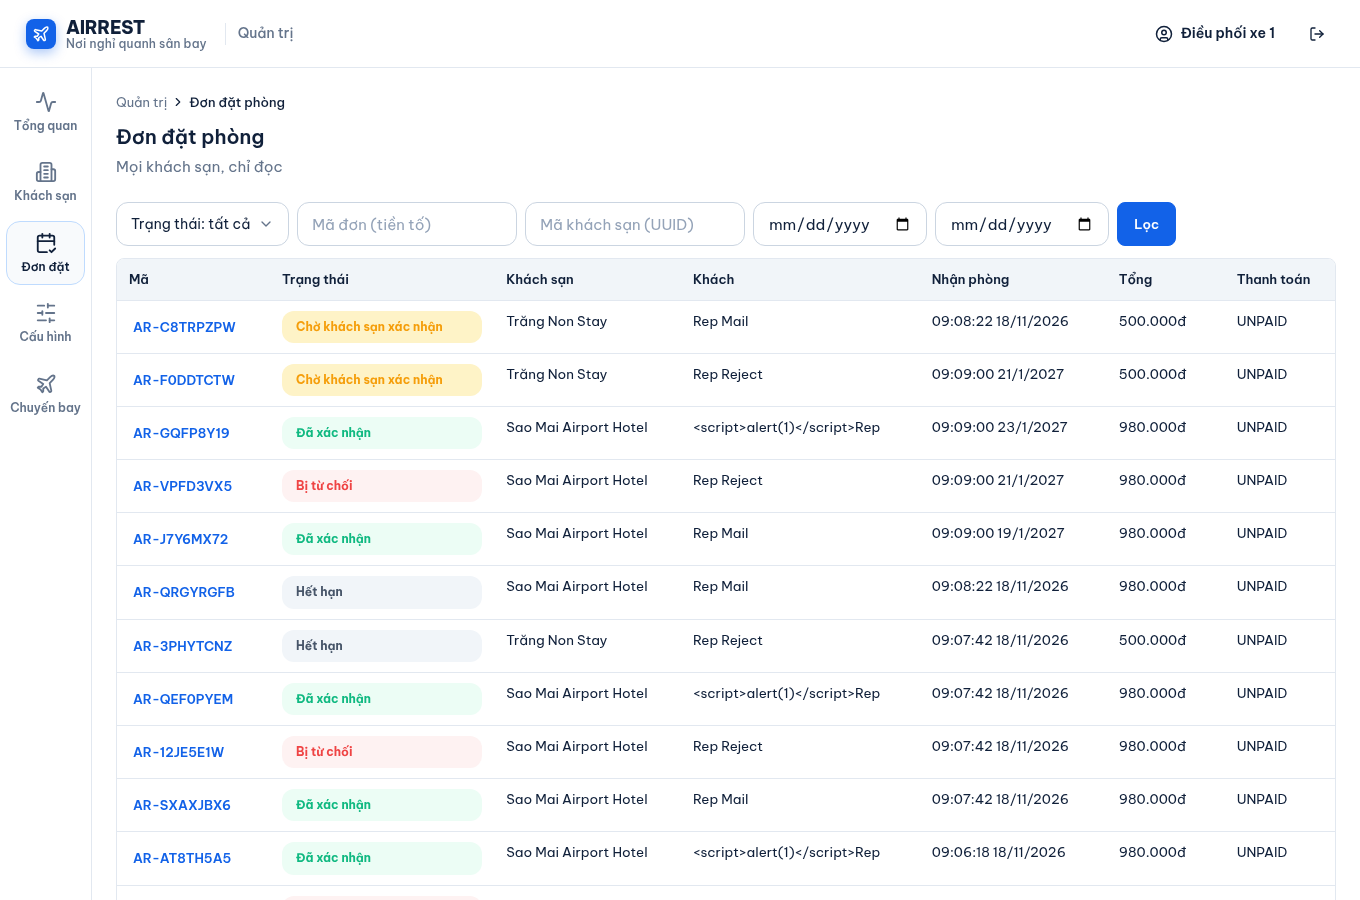 AIRREST
Nơi nghỉ quanh sân bay
Quản trị
Điều phối xe 1
Tổng quan
Khách sạn
Đơn đặt
Cấu hình
Chuyến bay
Quản trị > Đơn đặt phòng
Đơn đặt phòng
Mọi khách sạn, chỉ đọc
Trạng thái: tất cả Mã đơn (tiền tố) Mã khách sạn (UUID) mm/dd/yyyy mm/dd/yyyy Lọc
Mã Trạng thái Khách sạn Khách Nhận phòng Tổng Thanh toán
AR-C8TRPZPW Chờ khách sạn xác nhận Trăng Non Stay Rep Mail 09:08:22 18/11/2026 500.000đ UNPAID
AR-F0DDTCTW Chờ khách sạn xác nhận Trăng Non Stay Rep Reject 09:09:00 21/1/2027 500.000đ UNPAID
AR-GQFP8Y19 Đã xác nhận Sao Mai Airport Hotel <script>alert(1)</script>Rep 09:09:00 23/1/2027 980.000đ UNPAID
AR-VPFD3VX5 Bị từ chối Sao Mai Airport Hotel Rep Reject 09:09:00 21/1/2027 980.000đ UNPAID
AR-J7Y6MX72 Đã xác nhận Sao Mai Airport Hotel Rep Mail 09:09:00 19/1/2027 980.000đ UNPAID
AR-QRGYRGFB Hết hạn Sao Mai Airport Hotel Rep Mail 09:08:22 18/11/2026 980.000đ UNPAID
AR-3PHYTCNZ Hết hạn Trăng Non Stay Rep Reject 09:07:42 18/11/2026 500.000đ UNPAID
AR-QEF0PYEM Đã xác nhận Sao Mai Airport Hotel <script>alert(1)</script>Rep 09:07:42 18/11/2026 980.000đ UNPAID
AR-12JE5E1W Bị từ chối Sao Mai Airport Hotel Rep Reject 09:07:42 18/11/2026 980.000đ UNPAID
AR-SXAXJBX6 Đã xác nhận Sao Mai Airport Hotel Rep Mail 09:07:42 18/11/2026 980.000đ UNPAID
AR-AT8TH5A5 Đã xác nhận Sao Mai Airport Hotel <script>alert(1)</script>Rep 09:06:18 18/11/2026 980.000đ UNPAID